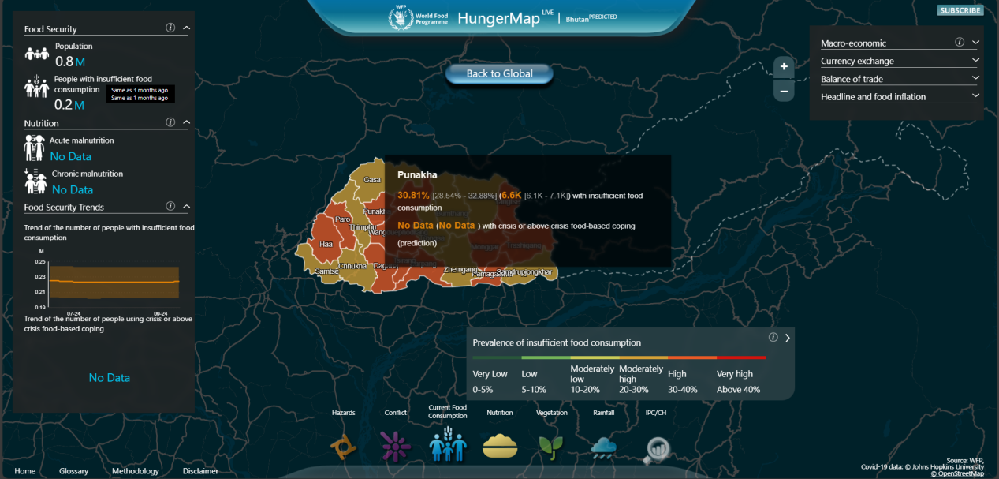 WFP
World Food
Programme
HungerMap LIVE | Bhutan PREDICTED
SUBSCRIBE
Food Security
Population
0.8 M
People with insufficient food
consumption
Same as 3 months ago
Same as 1 months ago
0.2 M
Nutrition
Acute malnutrition
No Data
Chronic malnutrition
No Data
Food Security Trends
Trend of the number of people with insufficient food
consumption
M
0.25
0.23
0.21
0.19
07-24
09-24
Trend of the number of people using crisis or above
crisis food-based coping
No Data
Back to Global
+
−
Macro-economic
Currency exchange
Balance of trade
Headline and food inflation
Gasa
Punakha
Paro
Thimphu
Haa
Samtse
Chhukha
Zhemgang
Samdrupjongkhar
Monggar
Trashigang
Punakha
30.81% [28.54% - 32.88%] (6.6K [6.1K - 7.1K]) with insufficient food
consumption
No Data (No Data ) with crisis or above crisis food-based coping
(prediction)
Prevalence of insufficient food consumption
Very Low
0-5%
Low
5-10%
Moderately
low
10-20%
Moderately
high
20-30%
High
30-40%
Very high
Above 40%
Hazards
Conflict
Current Food
Consumption
Nutrition
Vegetation
Rainfall
IPC/CH
Home
Glossary
Methodology
Disclaimer
Source: WFP,
Covid-19 data: © Johns Hopkins University
© OpenStreetMap